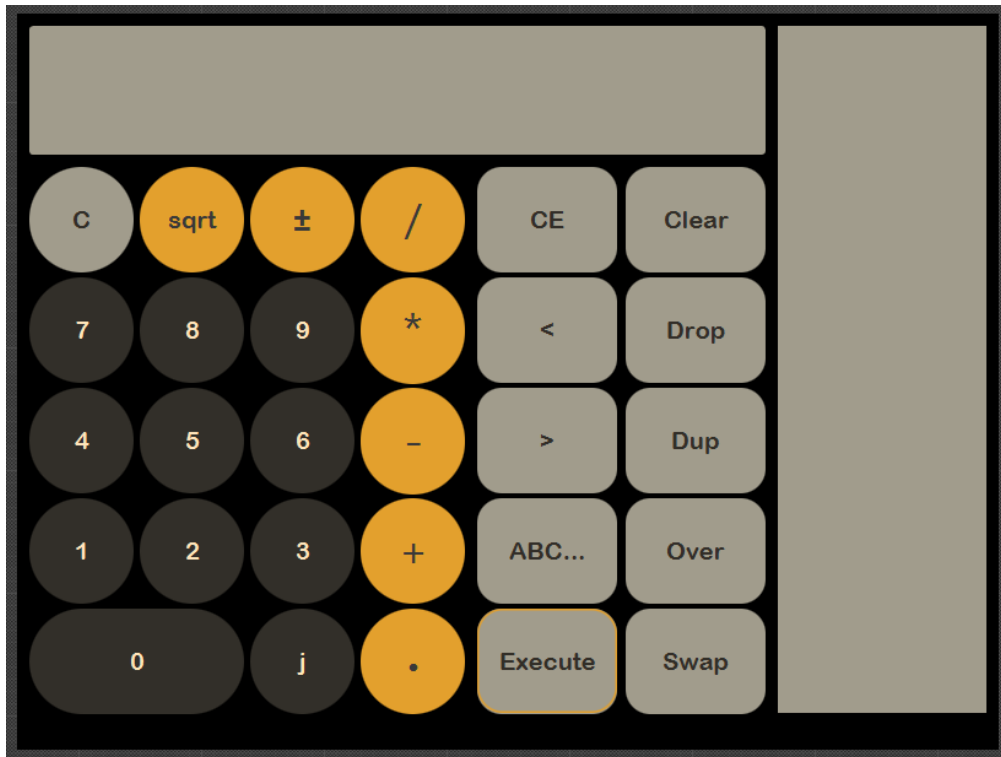 C sqrt ± / CE Clear
7 8 9 * < Drop
4 5 6 - > Dup
1 2 3 + ABC... Over
0 j . Execute Swap